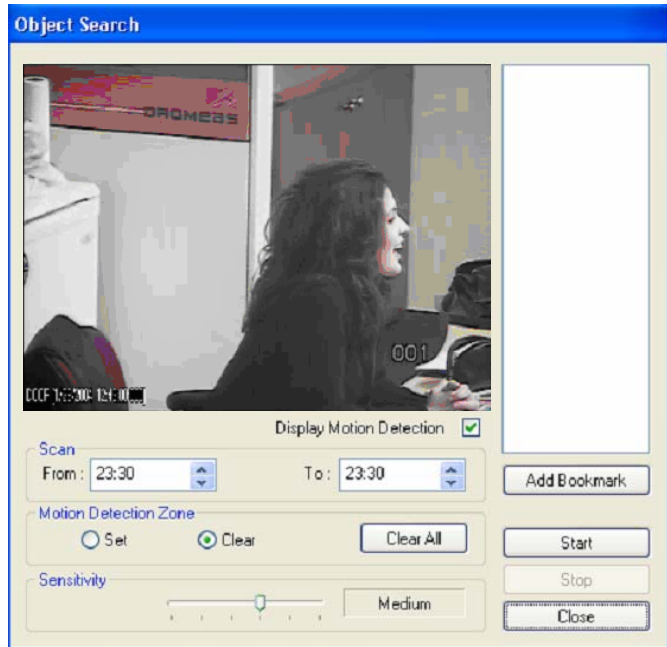 Object Search
DROMEAS
001
Display Motion Detection
Scan
From : 23:30
To : 23:30
Add Bookmark
Motion Detection Zone
Set
Clear
Clear All
Start
Sensitivity
Medium
Stop
Close